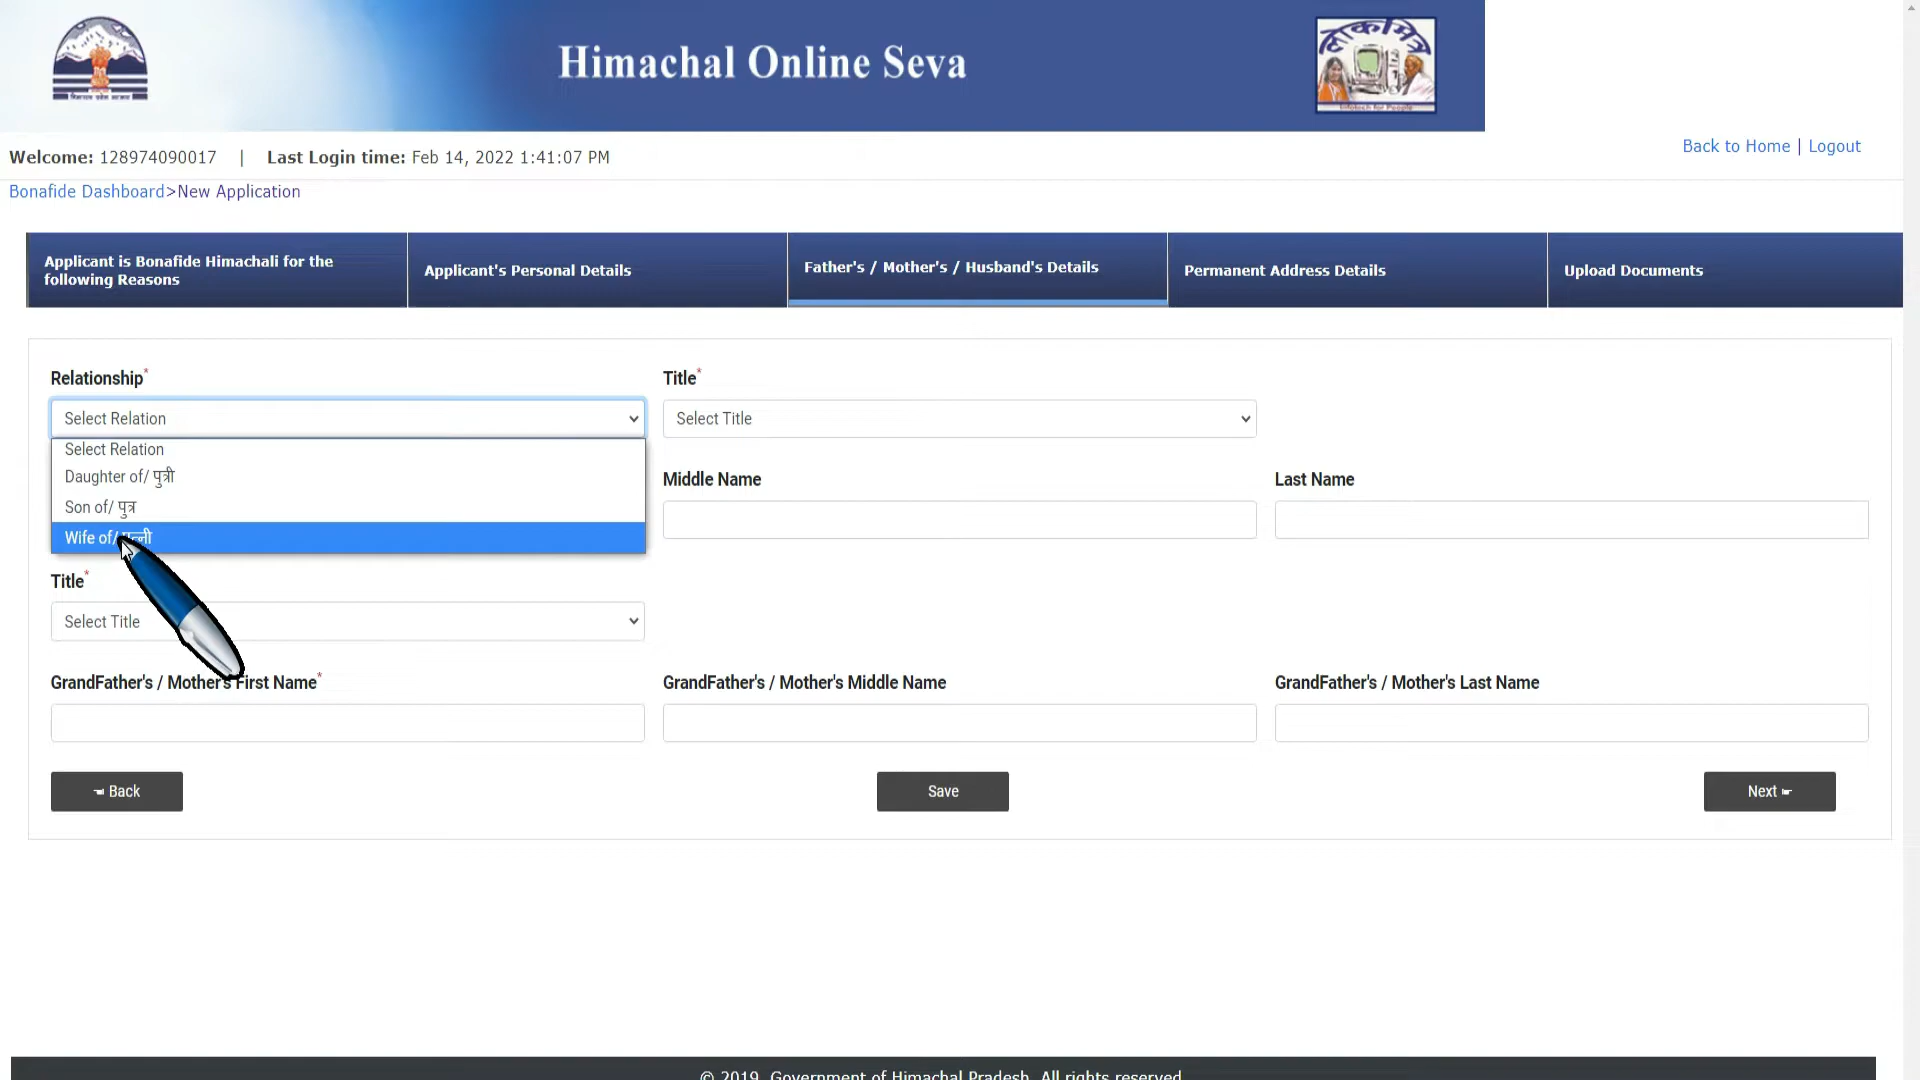 Himachal Online Seva
लोकमित्र
Infotech for People
Welcome: 128974090017 | Last Login time: Feb 14, 2022 1:41:07 PM
Back to Home | Logout
Bonafide Dashboard>New Application
Applicant is Bonafide Himachali for the
following Reasons
Applicant's Personal Details
Father's / Mother's / Husband's Details
Permanent Address Details
Upload Documents
Relationship*
Title*
Select Relation
Select Title
Select Relation
Daughter of/ पुत्री
Son of/ पुत्र
Wife of/
Middle Name
Last Name
Title*
Select Title
GrandFather's / Mother's First Name*
GrandFather's / Mother's Middle Name
GrandFather's / Mother's Last Name
Back
Save
Next
© 2019, Government of Himachal Pradesh. All rights reserved